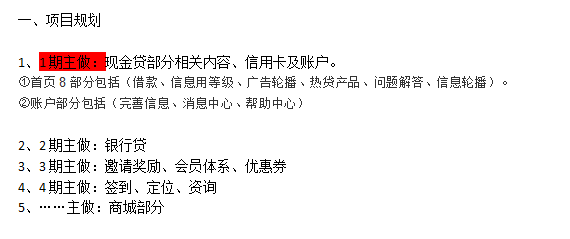 一、项目规划
1、1期主做：现金贷部分相关内容、信用卡及账户。
①首页8部分包括（借款、信息用等级、广告轮播、热贷产品、问题解答、信息轮播）。
②账户部分包括（完善信息、消息中心、帮助中心）
2、2期主做：银行贷
3、3期主做：邀请奖励、会员体系、优惠券
4、4期主做：签到、定位、资询
5、……主做：商城部分